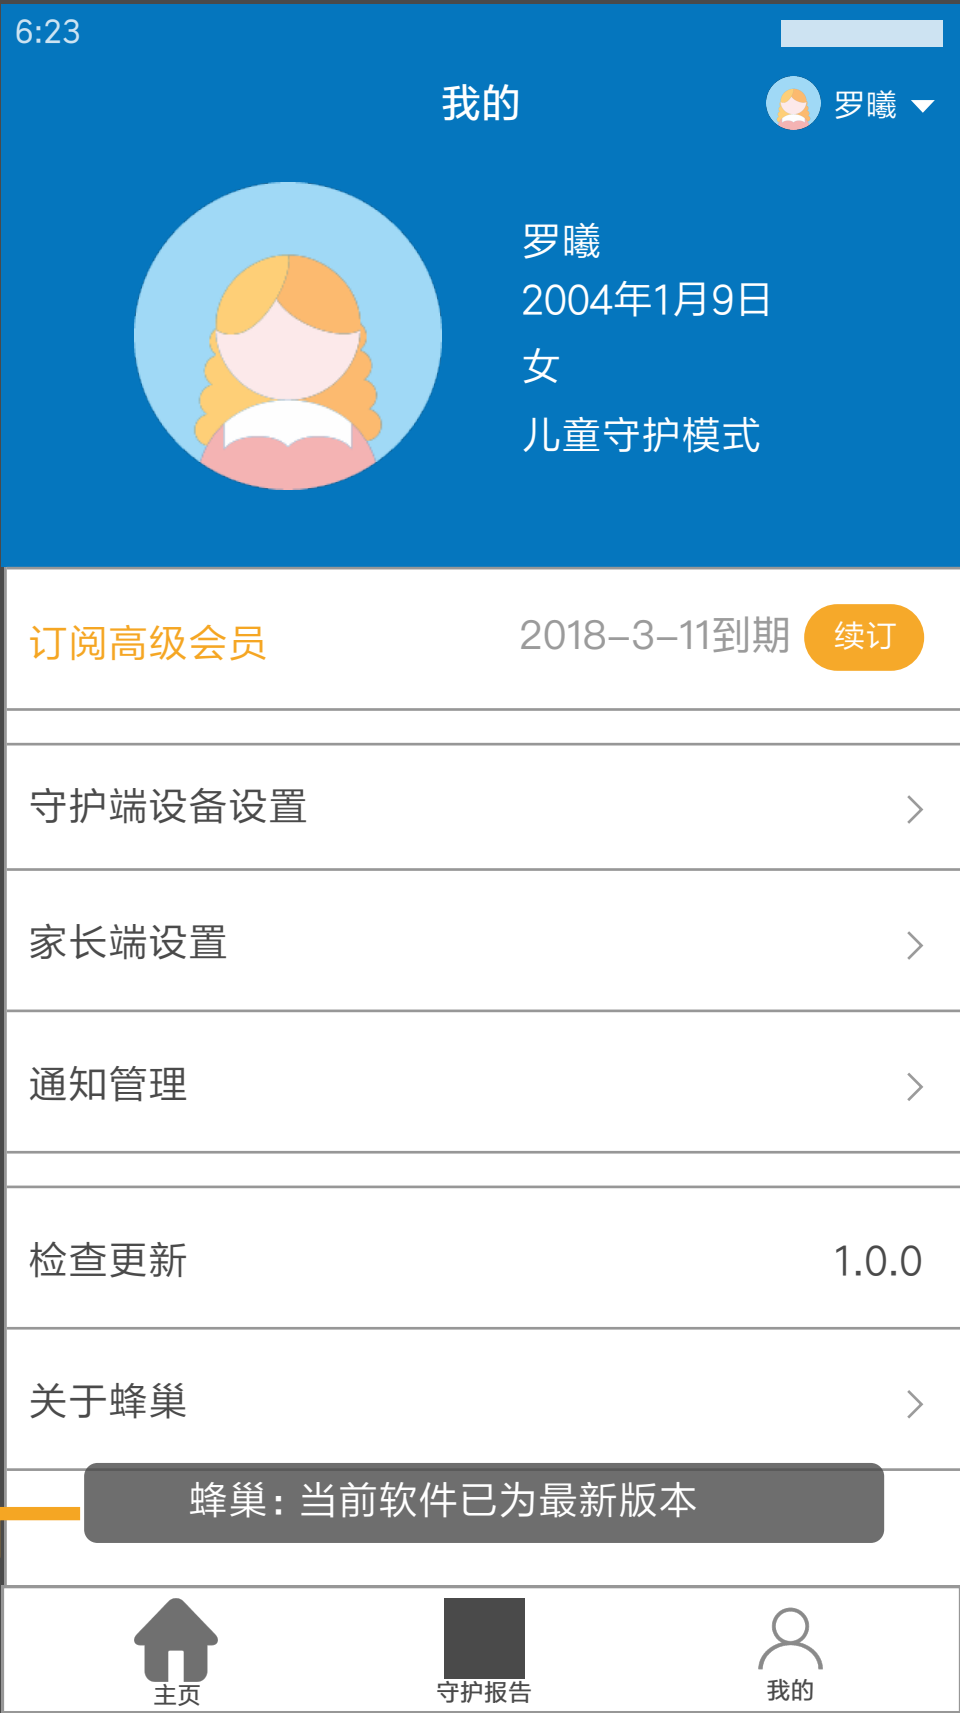 6:23
我的
罗曦
罗曦
2004年1月9日
女
儿童守护模式
订阅高级会员
2018-3-11到期
续订
守护端设备设置
家长端设置
通知管理
检查更新
1.0.0
关于蜂巢
蜂巢：当前软件已为最新版本
主页
守护报告
我的